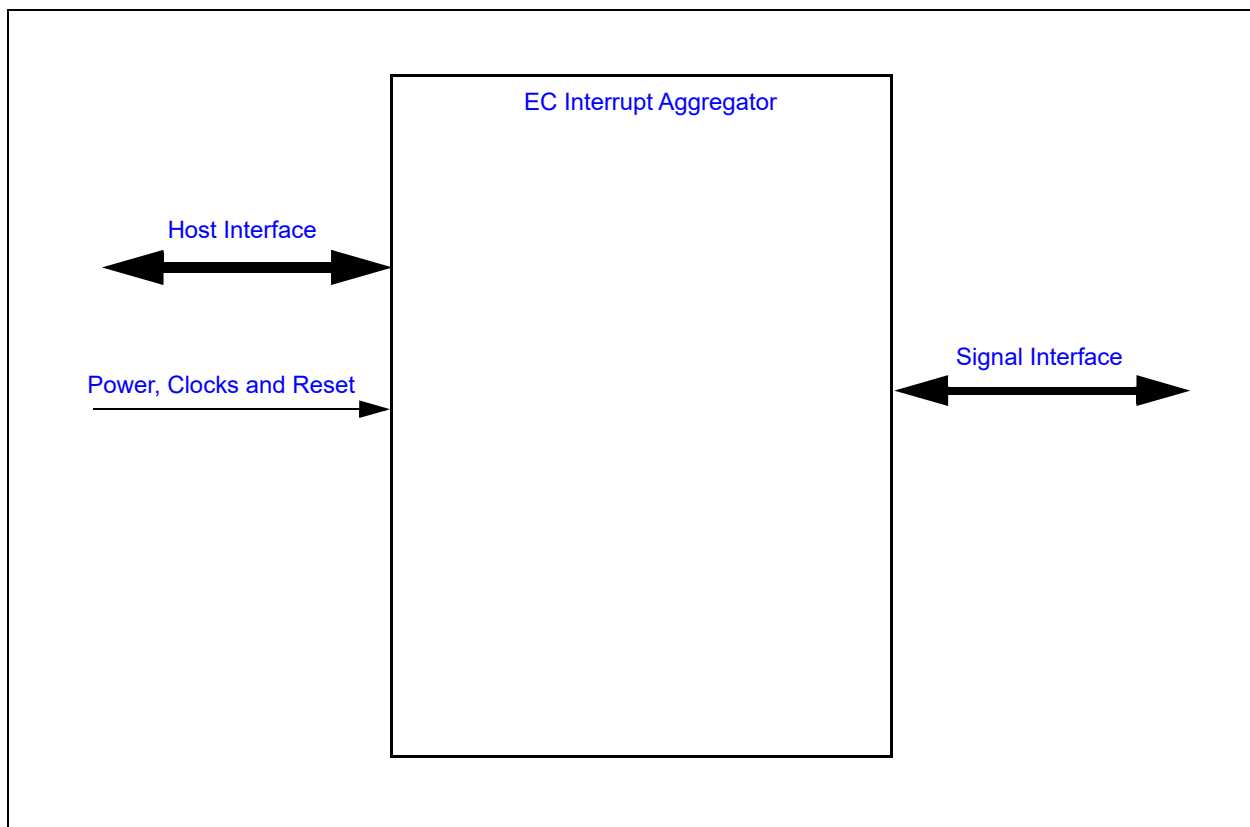 EC Interrupt Aggregator
Host Interface
Signal Interface
Power, Clocks and Reset